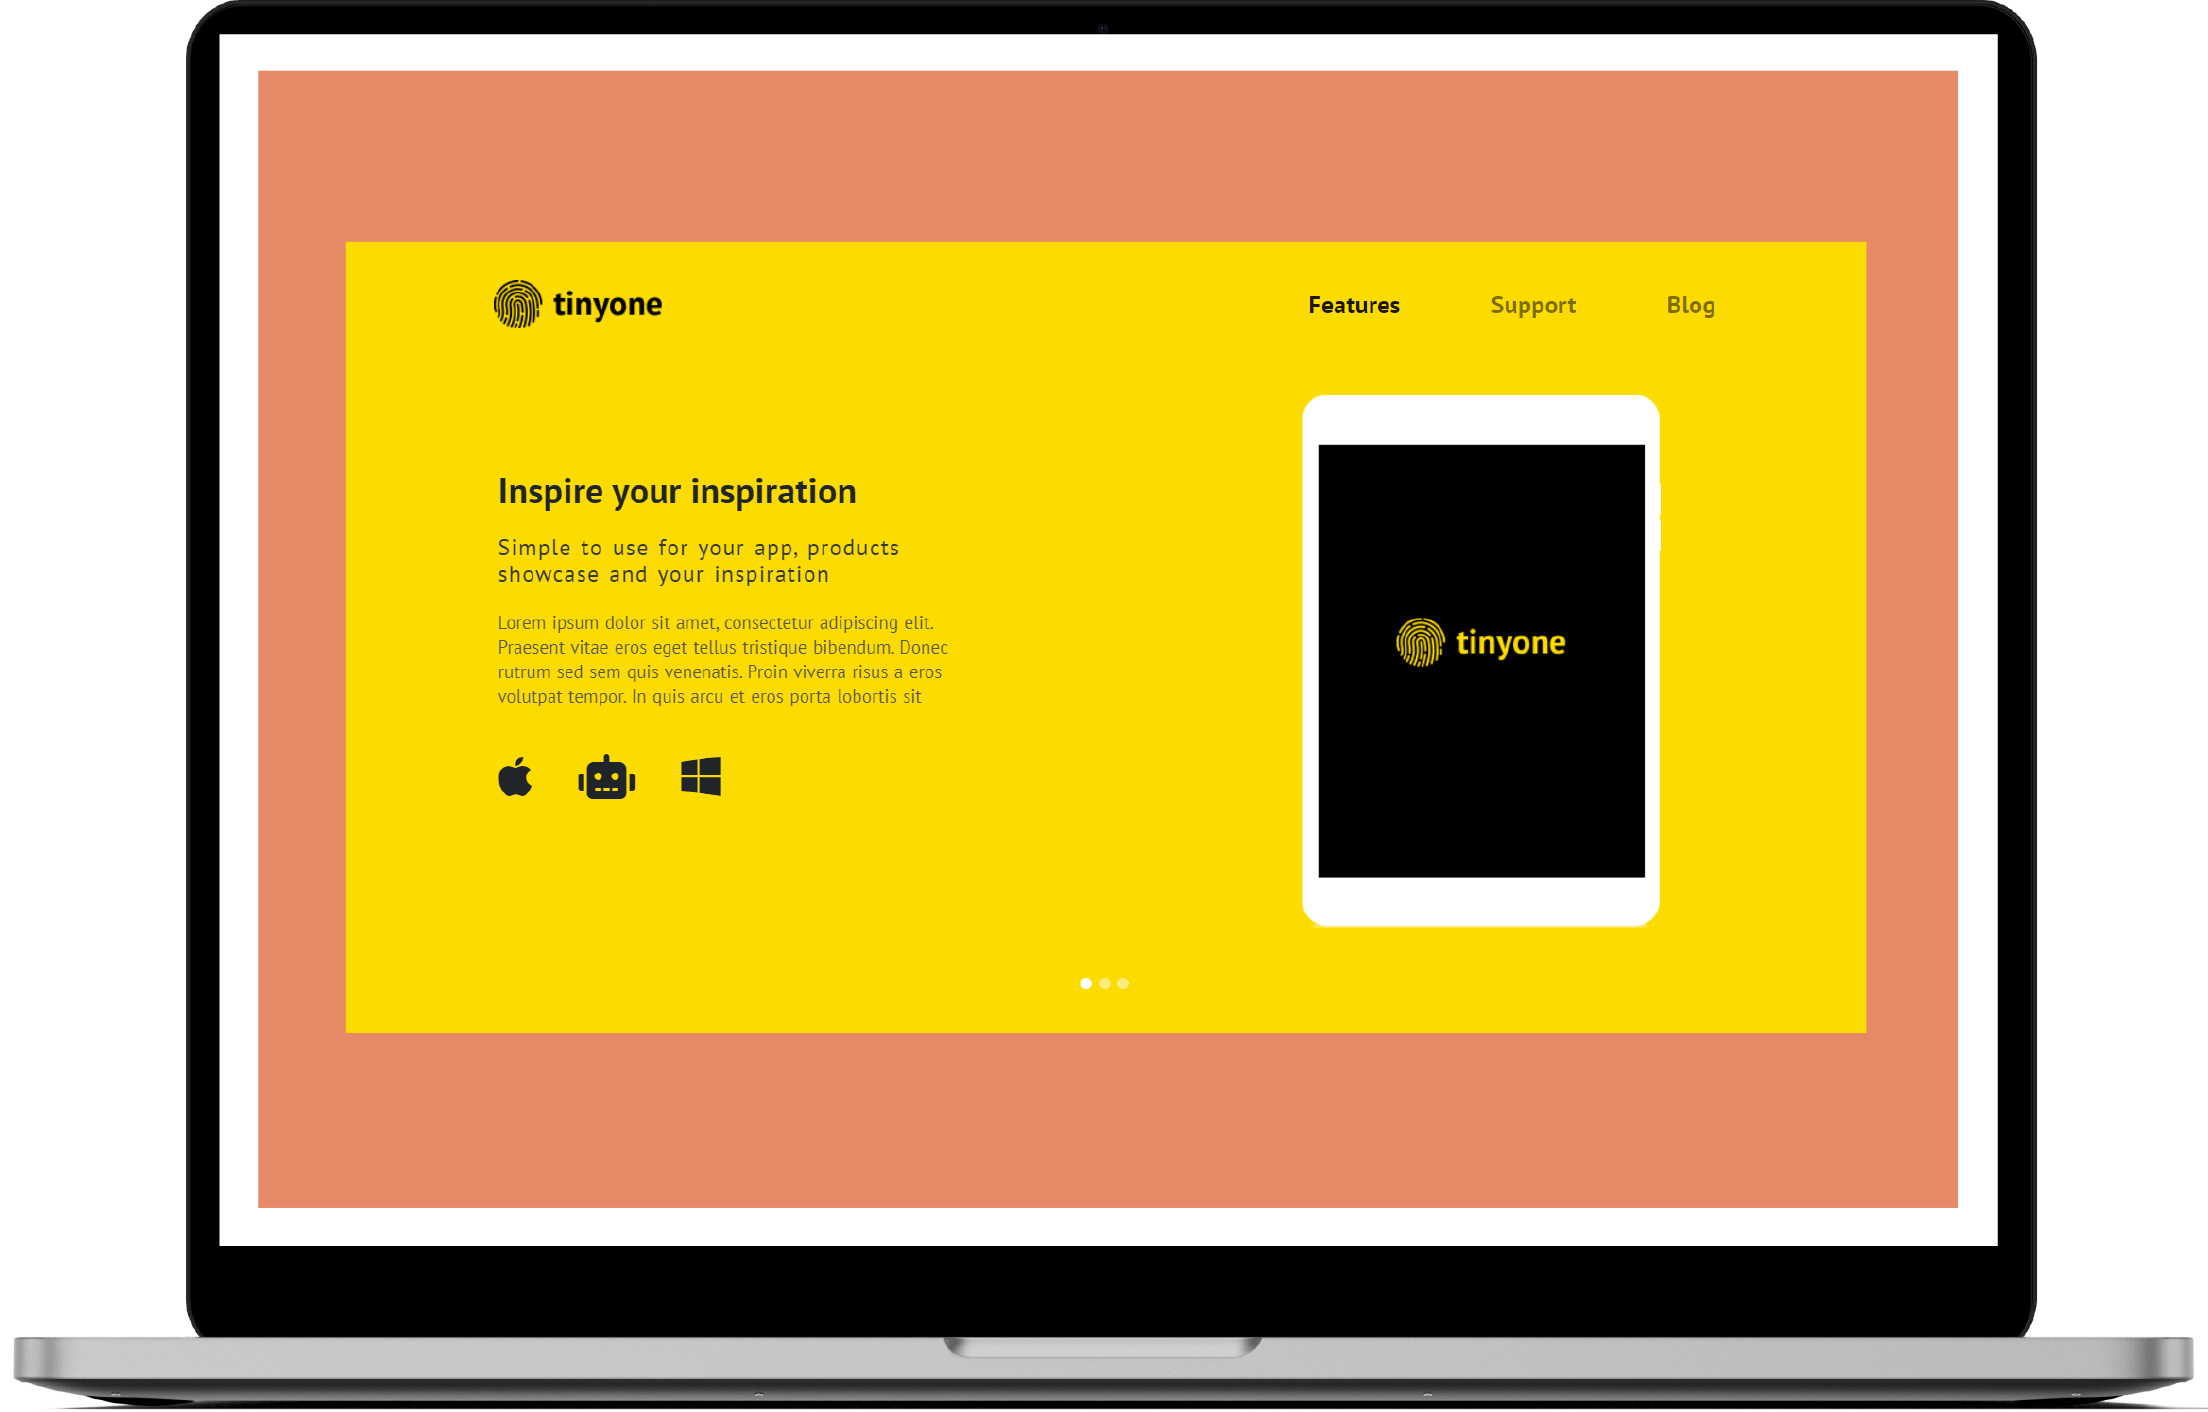 tinyone
Features
Support
Blog
Inspire your inspiration
Simple to use for your app, products
showcase and your inspiration
Lorem ipsum dolor sit amet, consectetur adipiscing elit.
Praesent vitae eros eget tellus tristique bibendum. Donec
rutrum sed sem quis venenatis. Proin viverra risus a eros
volutpat tempor. In quis arcu et eros porta lobortis sit
tinyone